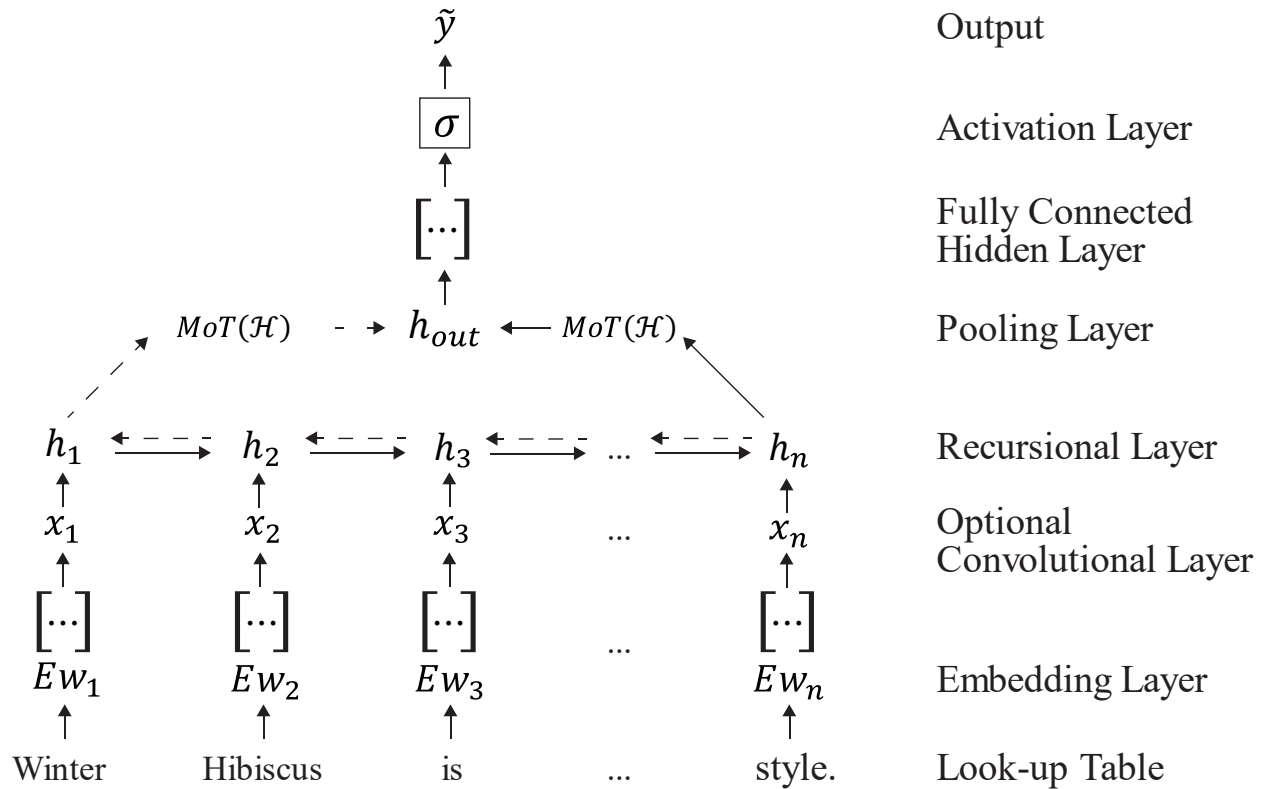 ỹ Output
σ Activation Layer
[...] Fully Connected
Hidden Layer
MoT(ℋ) h_out MoT(ℋ) Pooling Layer
h_1 h_2 h_3 ... h_n Recursional Layer
x_1 x_2 x_3 ... x_n Optional
Convolutional Layer
[...] [...] [...] ... [...]
Ew_1 Ew_2 Ew_3 Ew_n Embedding Layer
Winter Hibiscus is ... style. Look-up Table